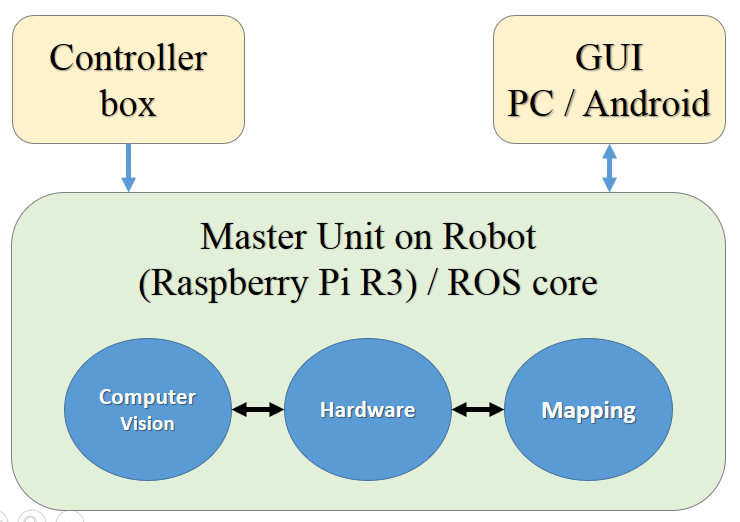 Controller
box
GUI
PC / Android
Master Unit on Robot
(Raspberry Pi R3) / ROS core
Computer
Vision
Hardware
Mapping